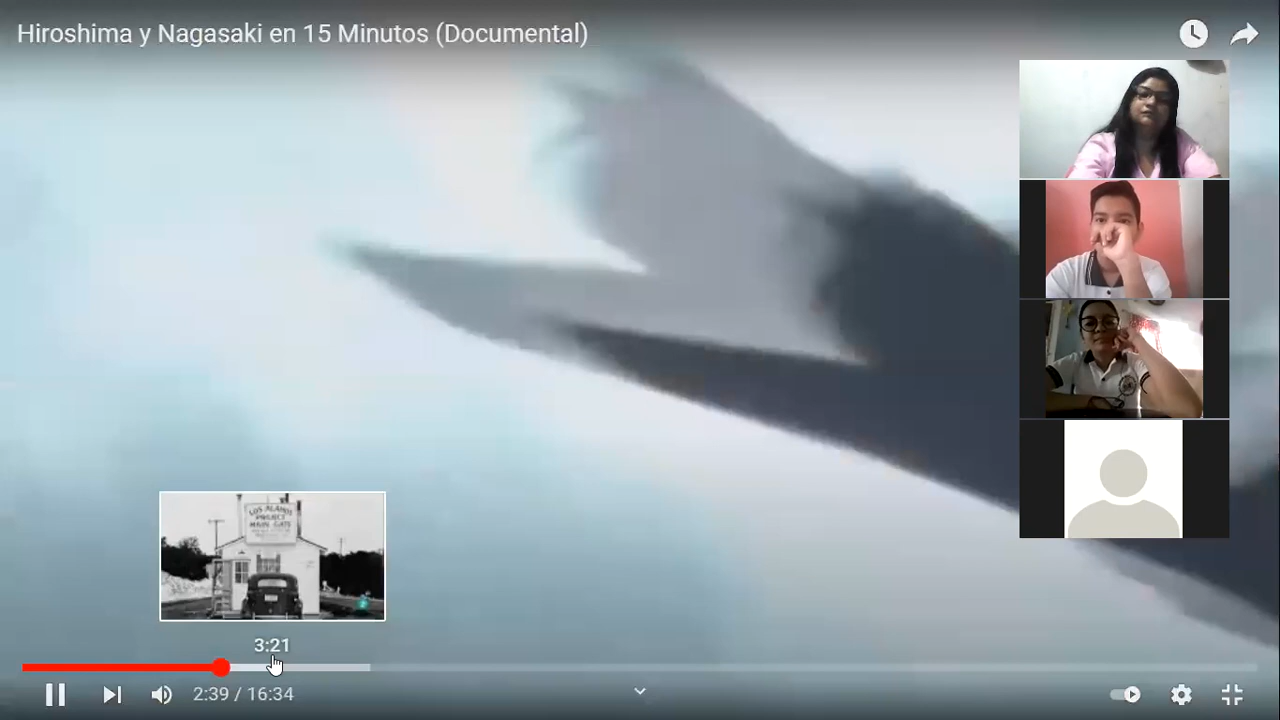 Hiroshima y Nagasaki en 15 Minutos (Documental)
LOS ALAMOS
PROJECT
MAIN GATE
3:21
2:39 / 16:34